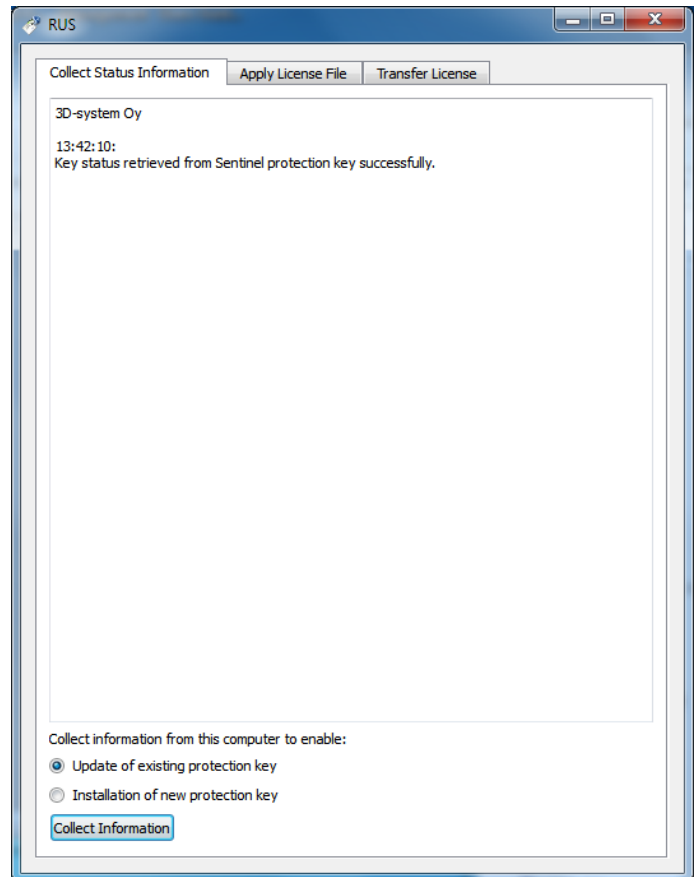 RUS
Collect Status Information
Apply License File
Transfer License
3D-system Oy
13:42:10:
Key status retrieved from Sentinel protection key successfully.
Collect information from this computer to enable:
Update of existing protection key
Installation of new protection key
Collect Information